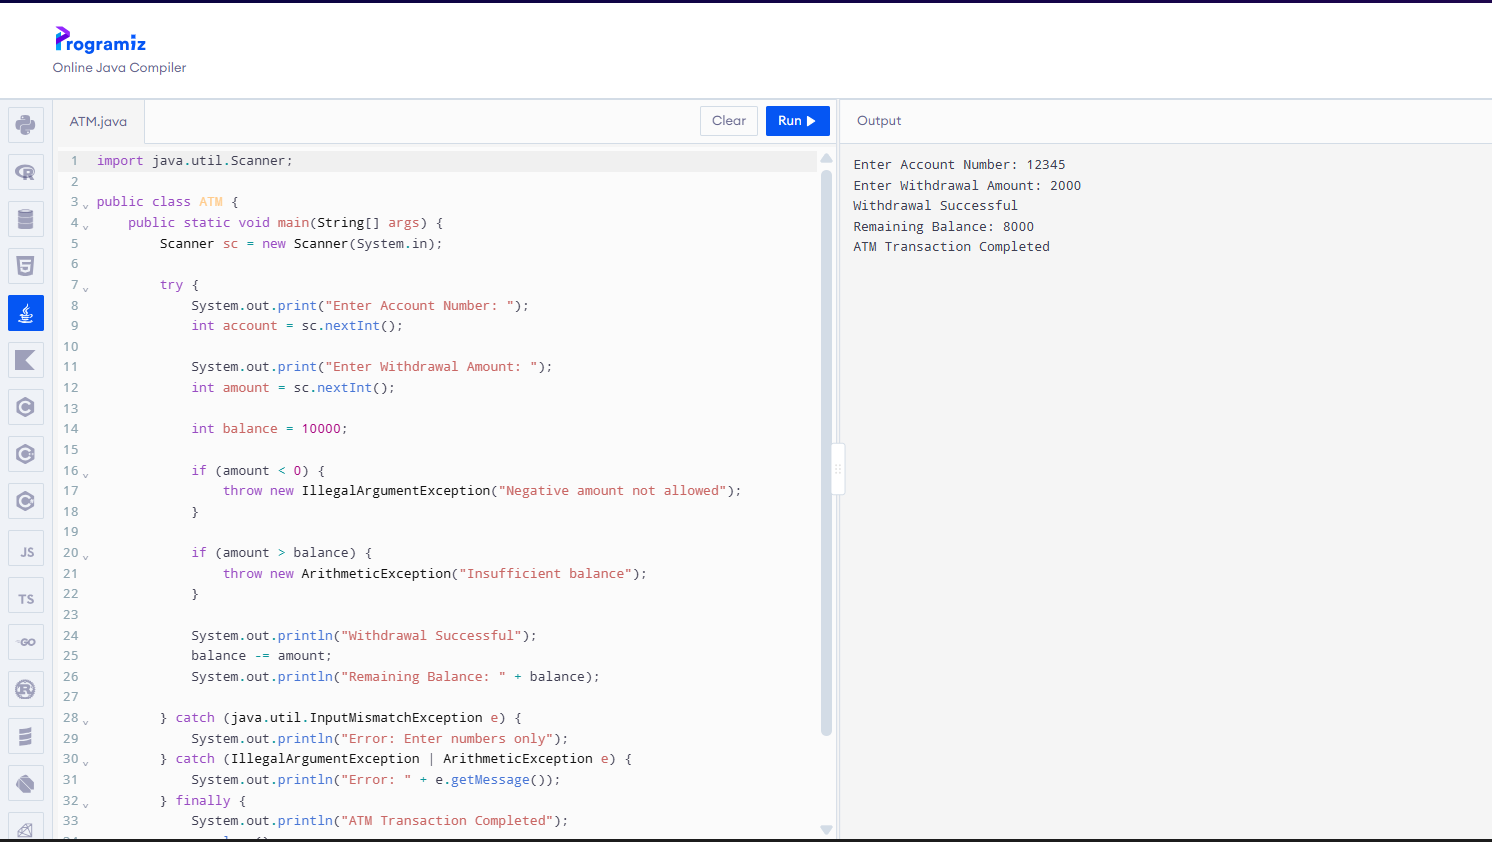 Programiz
Online Java Compiler
ATM.java
Clear
Run
Output
1 import java.util.Scanner;
2
3 public class ATM {
4     public static void main(String[] args) {
5         Scanner sc = new Scanner(System.in);
6
7         try {
8             System.out.print("Enter Account Number: ");
9             int account = sc.nextInt();
10
11             System.out.print("Enter Withdrawal Amount: ");
12             int amount = sc.nextInt();
13
14             int balance = 10000;
15
16             if (amount < 0) {
17                 throw new IllegalArgumentException("Negative amount not allowed");
18             }
19
20             if (amount > balance) {
21                 throw new ArithmeticException("Insufficient balance");
22             }
23
24             System.out.println("Withdrawal Successful");
25             balance -= amount;
26             System.out.println("Remaining Balance: " + balance);
27
28         } catch (java.util.InputMismatchException e) {
29             System.out.println("Error: Enter numbers only");
30         } catch (IllegalArgumentException | ArithmeticException e) {
31             System.out.println("Error: " + e.getMessage());
32         } finally {
33             System.out.println("ATM Transaction Completed");
Enter Account Number: 12345
Enter Withdrawal Amount: 2000
Withdrawal Successful
Remaining Balance: 8000
ATM Transaction Completed
R
5
C
C
C
JS
TS
GO
R